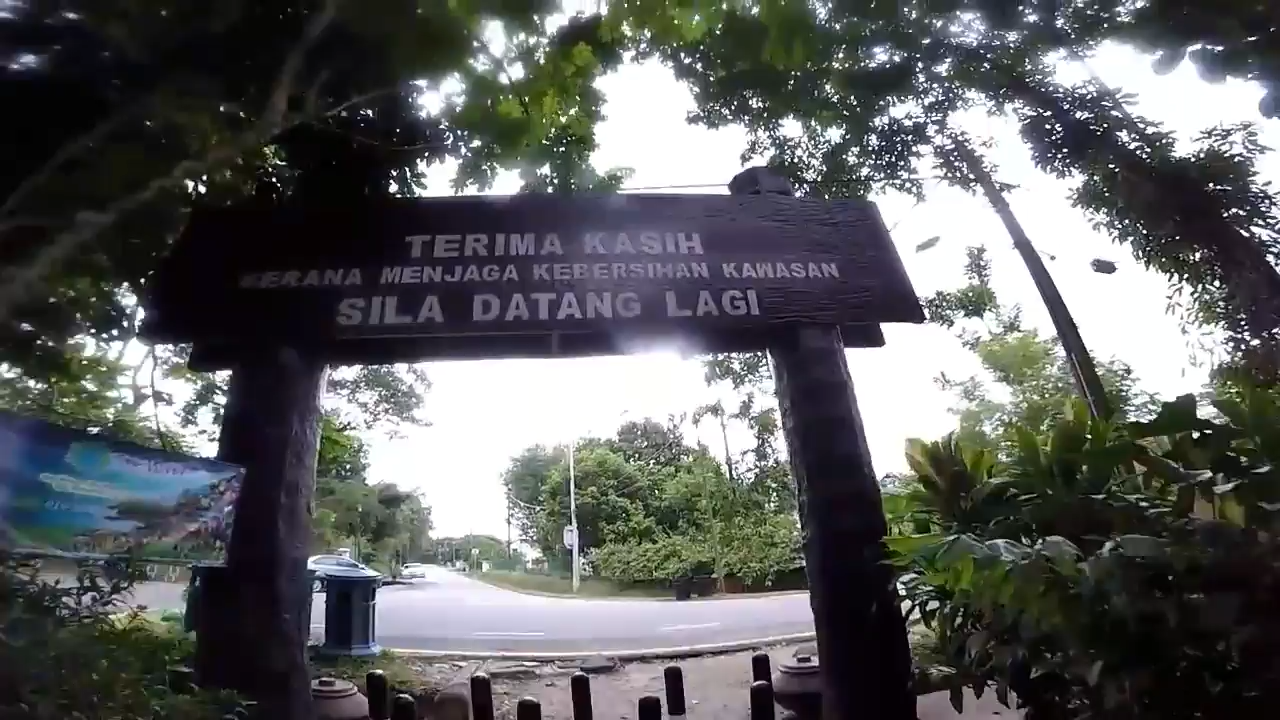 TERIMA KASIH
KERANA MENJAGA KEBERSIHAN KAWASAN
SILA DATANG LAGI